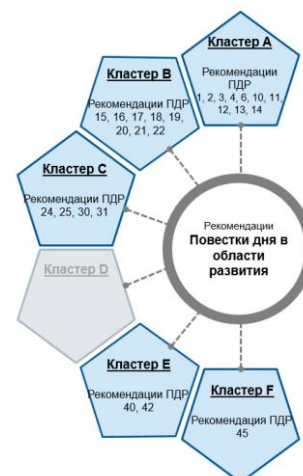 Кластер A
Рекомендации
ПДР
1, 2, 3, 4, 6, 10, 11,
12, 13, 14
Кластер B
Рекомендации ПДР
15, 16, 17, 18, 19,
20, 21, 22
Кластер C
Рекомендации ПДР
24, 25, 30, 31
Рекомендации
Повестки дня в
области
развития
Кластер D
Кластер E
Рекомендации ПДР
40, 42
Кластер F
Рекомендация ПДР
45